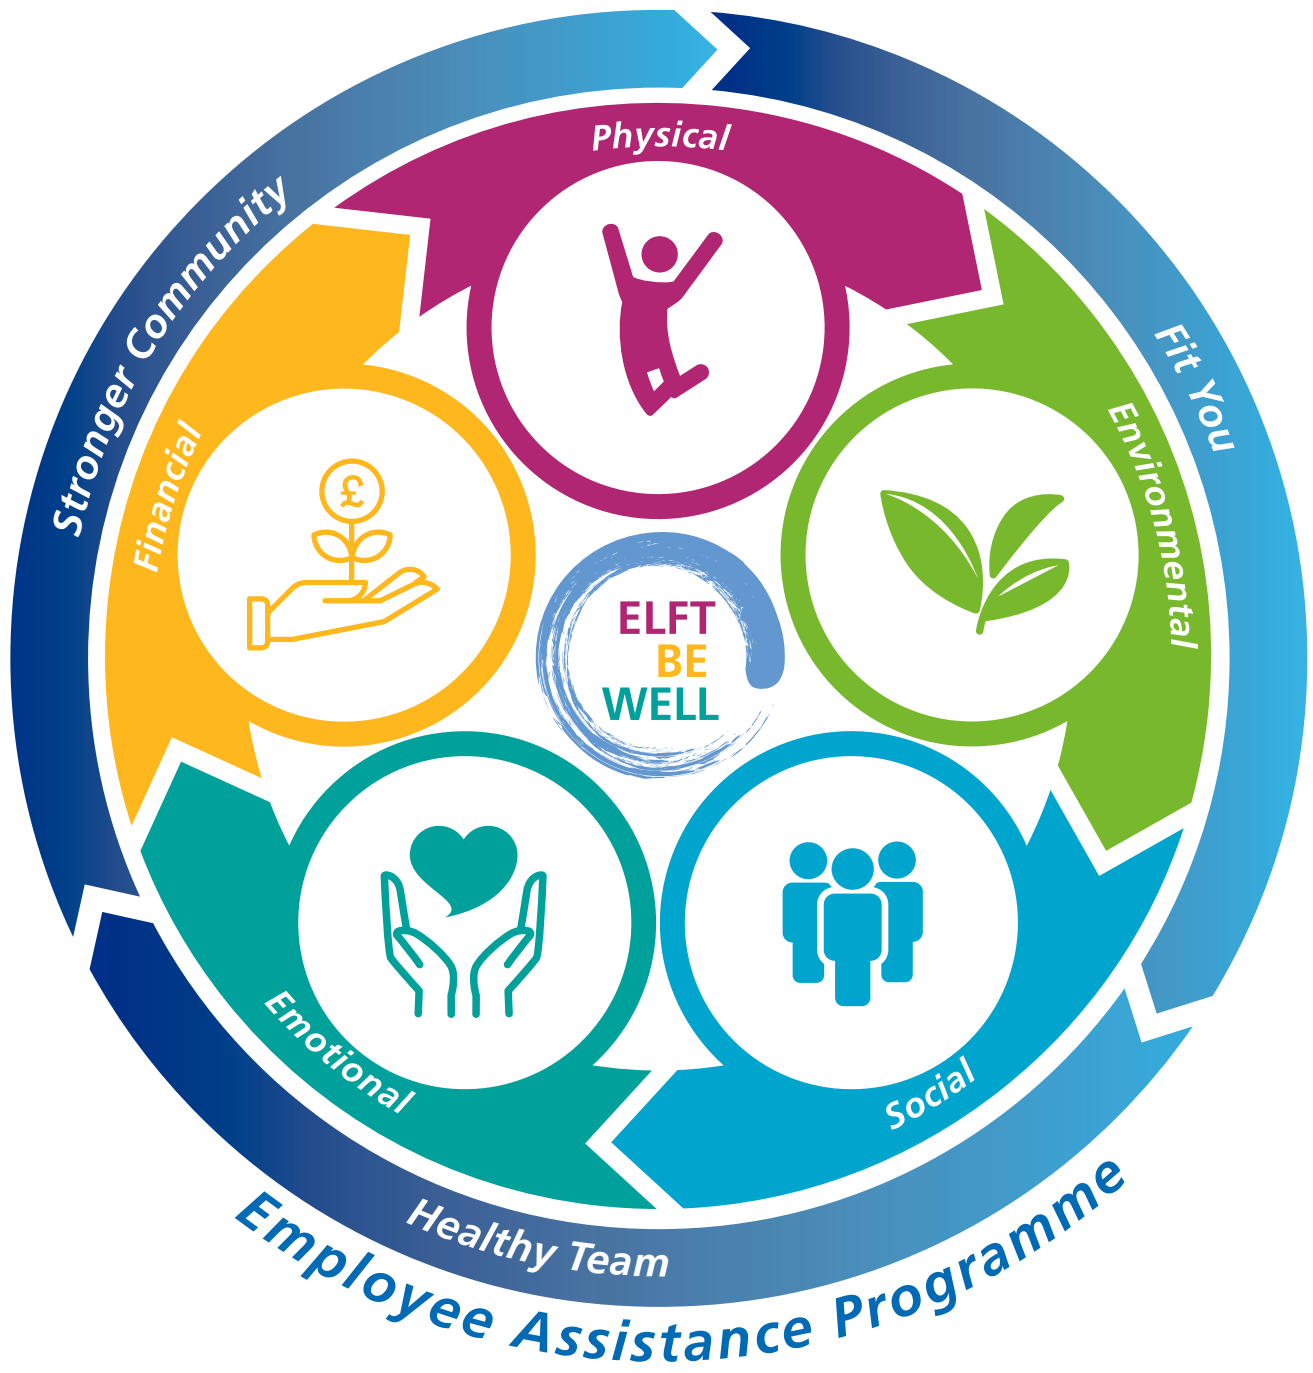 Stronger Community
Fit You
Physical
Financial
Environmental
£
ELFT
BE
WELL
Emotional
Social
Healthy Team
Employee Assistance Programme